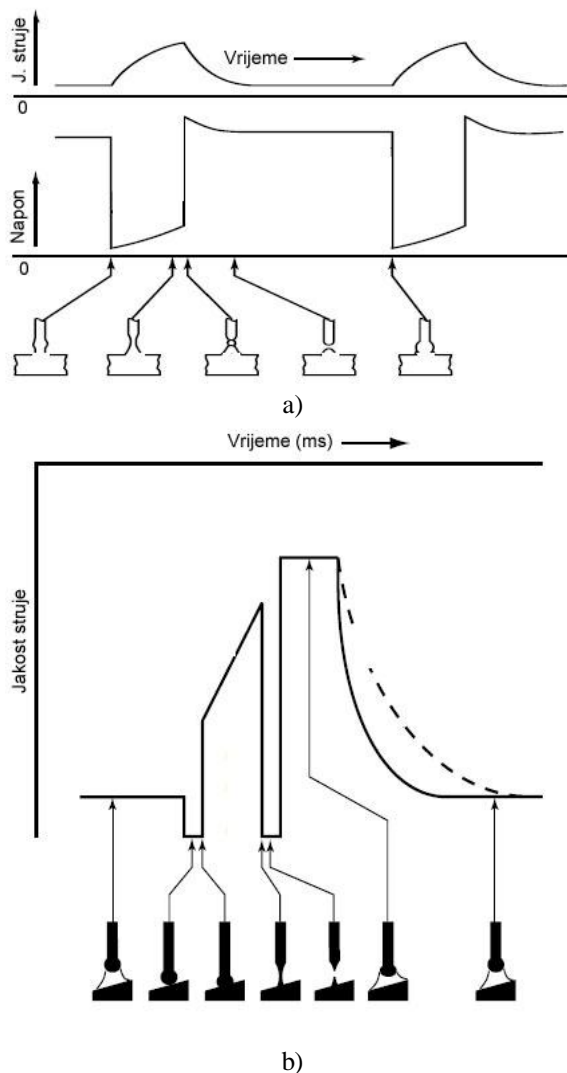 J. struje
Vrijeme
0
Napon
0
a)
Vrijeme (ms)
Jakost struje
b)